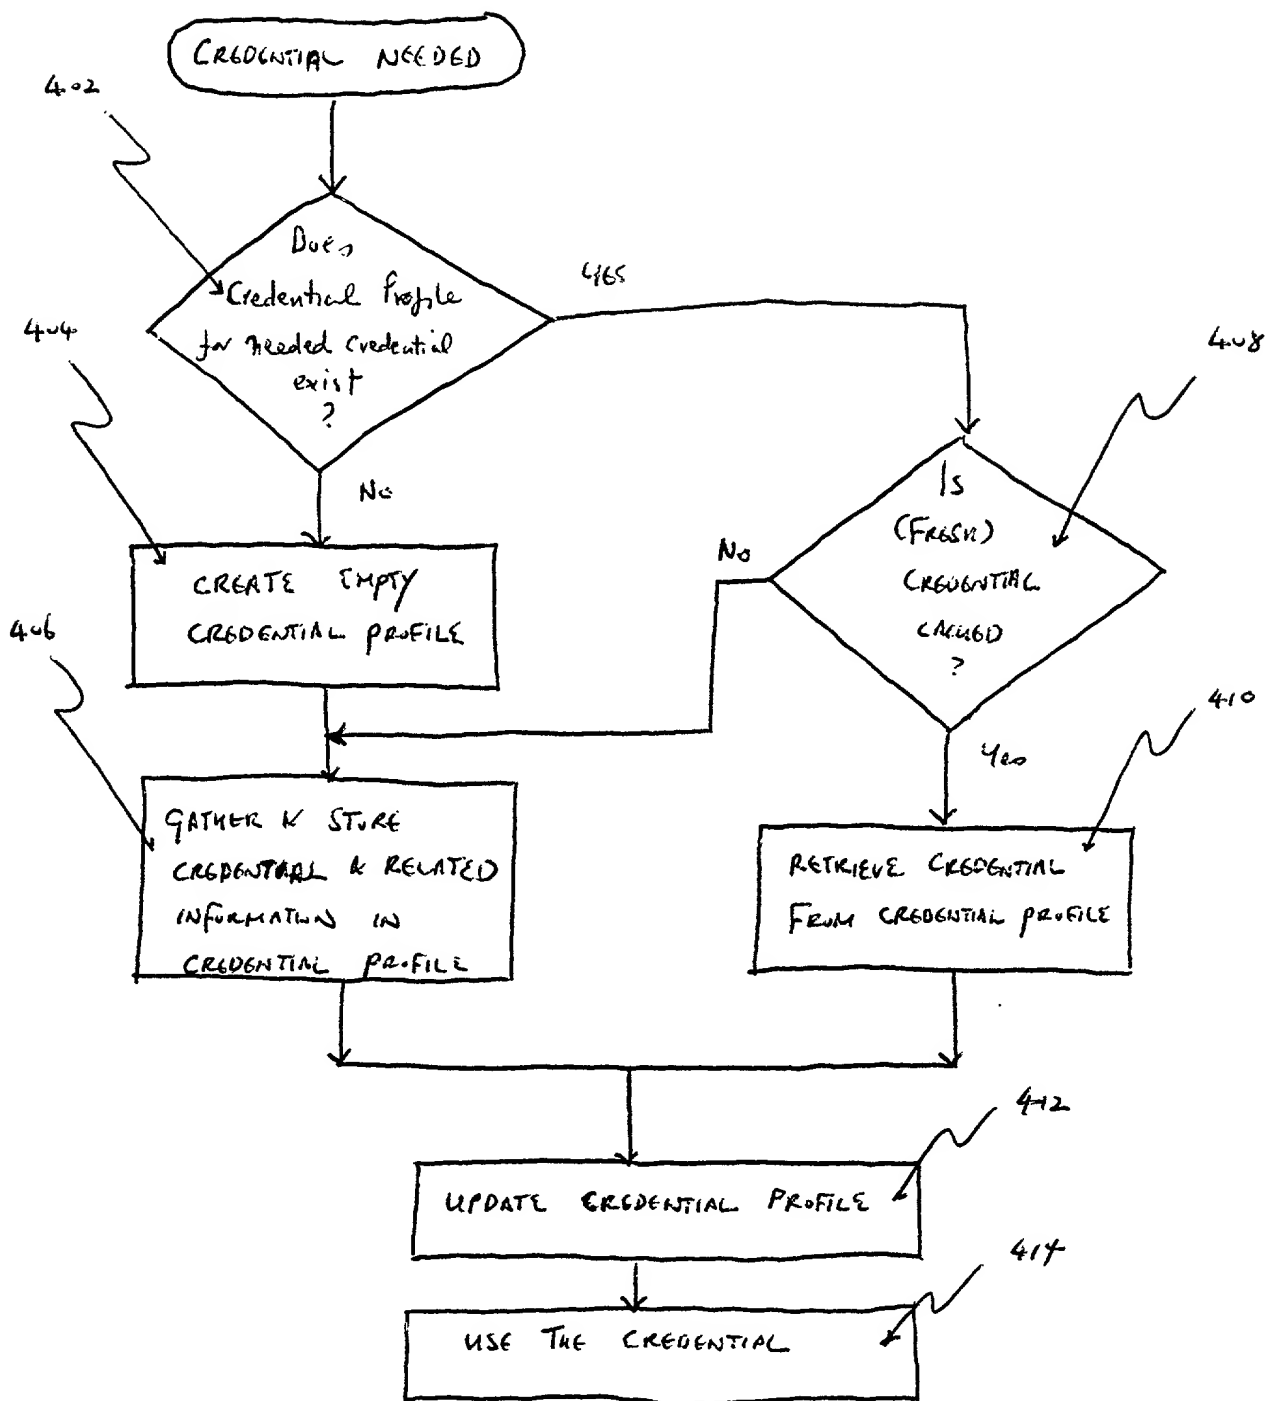 CREDENTIAL NEEDED
402
Does
Credential Profile
for needed credential
exist
?
Yes
404
408
No
Is
(FRESH)
CREDENTIAL
CACHED
?
No
CREATE EMPTY
CREDENTIAL PROFILE
406
410
Yes
GATHER & STORE
CREDENTIAL & RELATED
INFORMATION IN
CREDENTIAL PROFILE
RETRIEVE CREDENTIAL
FROM CREDENTIAL PROFILE
412
UPDATE CREDENTIAL PROFILE
414
USE THE CREDENTIAL